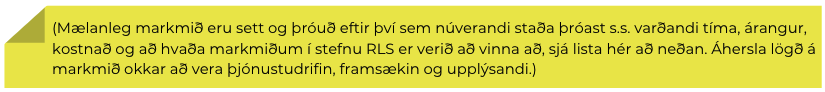 (Mælanleg markmið eru sett og þróuð eftir því sem núverandi staða þróast s.s. varðandi tíma, árangur,
kostnað og að hvaða markmiðum í stefnu RLS er verið að vinna að, sjá lista hér að neðan. Áhersla lögð á
markmið okkar að vera þjónustudrifin, framsækin og upplýsandi.)